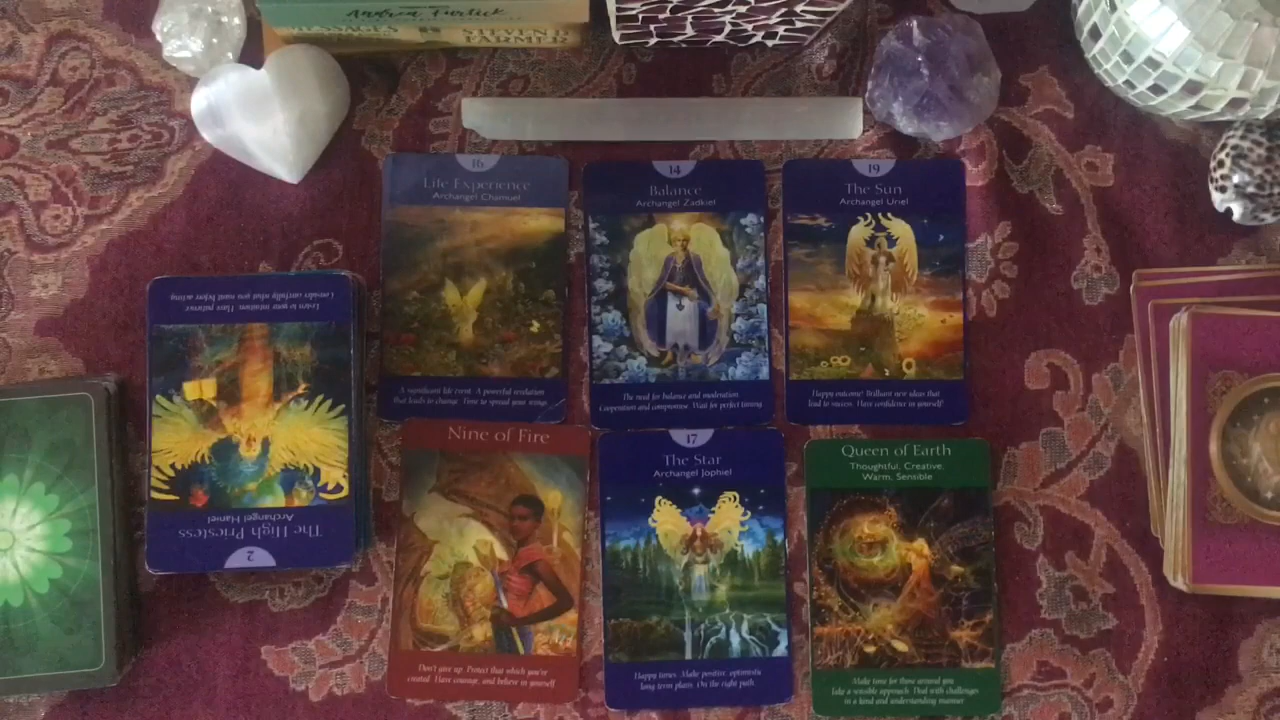 Andrea Furlick
MESSAGES
STEVEN D
FARMER
16
Life Experience
Archangel Chamuel
A significant life event. A powerful revelation
that leads to change. Time to spread your wings.
14
Balance
Archangel Zadkiel
The need for balance and moderation.
Cooperation and compromise. Wait for perfect timing.
19
The Sun
Archangel Uriel
Happy outcome! Brilliant new ideas that
lead to success. Have confidence in yourself!
2
The High Priestess
Archangel Haniel
Listen to your intuition. Have patience.
Consider carefully what you want before acting.
Nine of Fire
Don't give up. Protect that which you've
created. Have courage, and believe in yourself!
17
The Star
Archangel Jophiel
Happy times. Make positive, optimistic
long term plans. On the right path.
Queen of Earth
Thoughtful, Creative,
Warm, Sensible
Make time for those around you.
Take a sensible approach. Deal with challenges
in a kind and understanding manner.